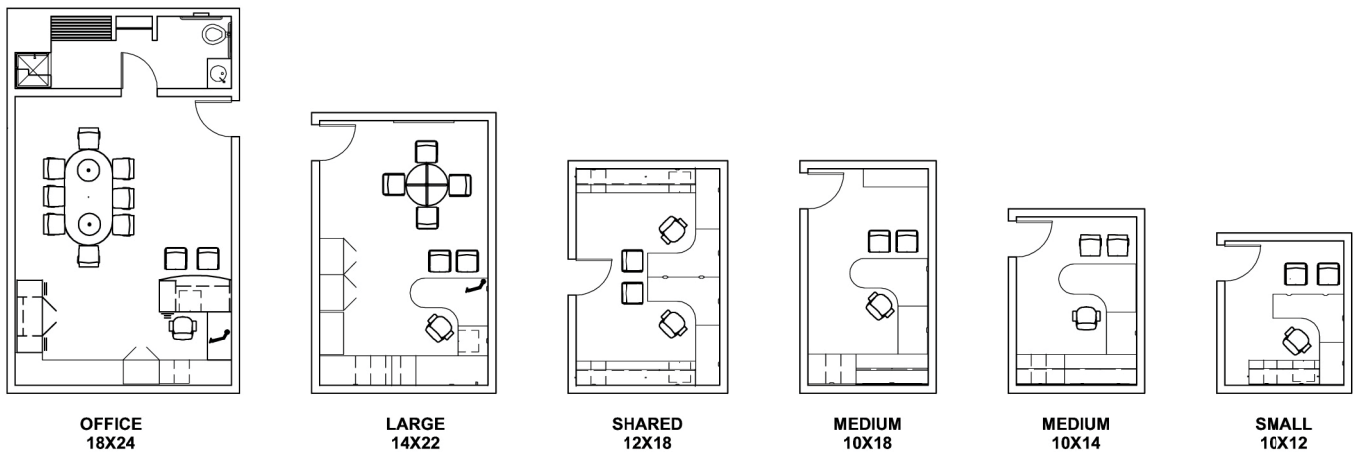 OFFICE
18X24
LARGE
14X22
SHARED
12X18
MEDIUM
10X18
MEDIUM
10X14
SMALL
10X12